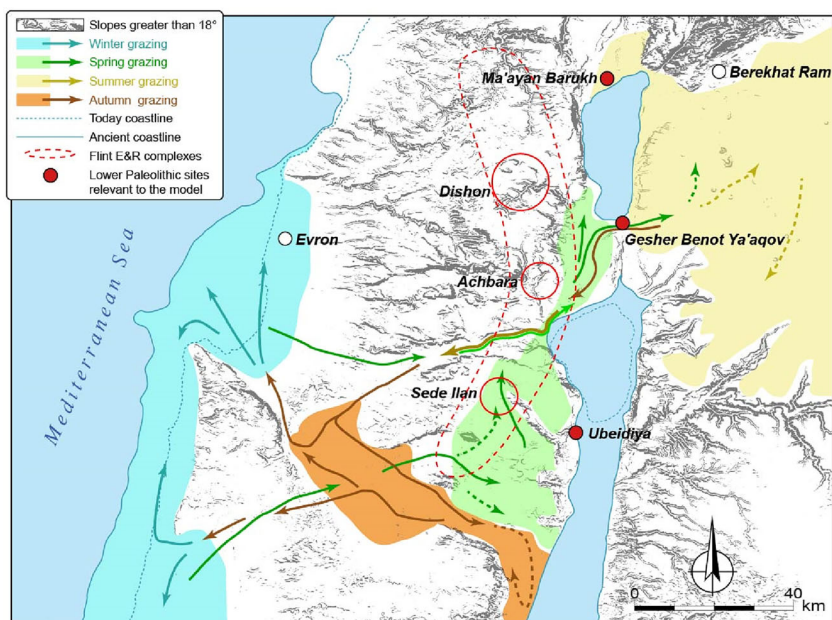 Slopes greater than 18°
Winter grazing
Spring grazing
Summer grazing
Autumn grazing
Today coastline
Ancient coastline
Flint E&R complexes
Lower Paleolithic sites
relevant to the model
Ma'ayan Barukh
Berekhat Ram
Dishon
Evron
Gesher Benot Ya'aqov
Mediterranean Sea
Achbara
Sede Ilan
Ubeidiya
0
40
km